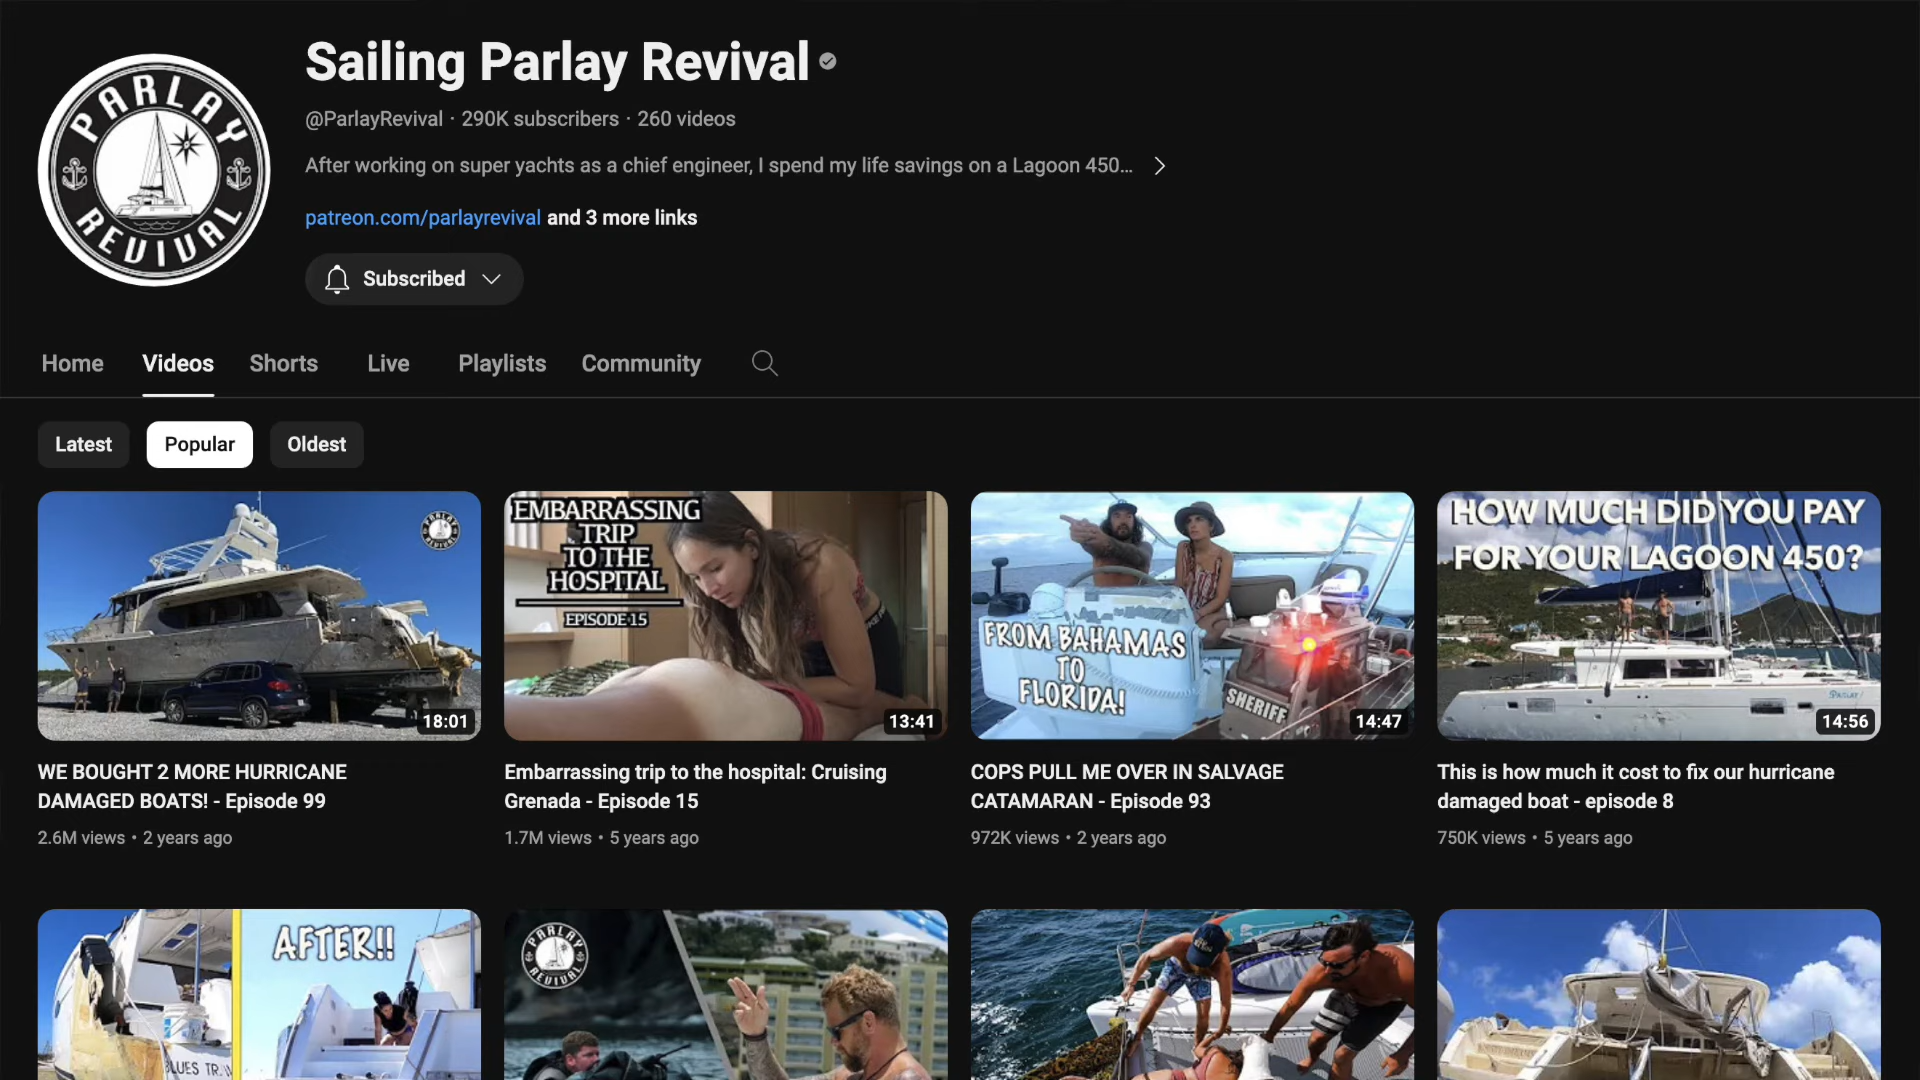 PARLAY
REVIVAL
Sailing Parlay Revival
@ParlayRevival · 290K subscribers · 260 videos
After working on super yachts as a chief engineer, I spend my life savings on a Lagoon 450...
patreon.com/parlayrevival and 3 more links
Subscribed
Home Videos Shorts Live Playlists Community
Latest Popular Oldest
PARLAY
REVIVAL
18:01
EMBARRASSING
TRIP
TO THE
HOSPITAL
EPISODE 15
13:41
FROM BAHAMAS
TO
FLORIDA!
SHERIFF
14:47
HOW MUCH DID YOU PAY
FOR YOUR LAGOON 450?
PARLAY
14:56
WE BOUGHT 2 MORE HURRICANE
DAMAGED BOATS! - Episode 99
2.6M views • 2 years ago
Embarrassing trip to the hospital: Cruising
Grenada - Episode 15
1.7M views • 5 years ago
COPS PULL ME OVER IN SALVAGE
CATAMARAN - Episode 93
972K views • 2 years ago
This is how much it cost to fix our hurricane
damaged boat - episode 8
750K views • 5 years ago
AFTER!!
BLUES
PARLAY
REVIVAL